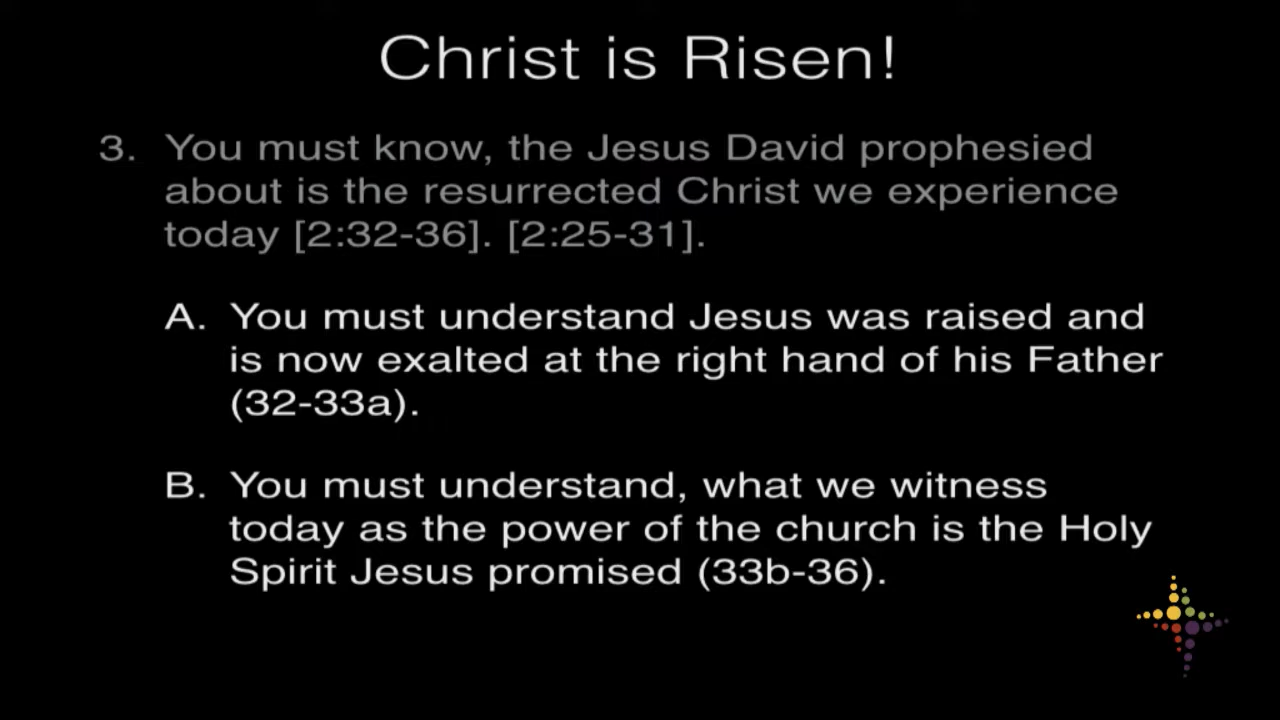 Christ is Risen!
3. You must know, the Jesus David prophesied
about is the resurrected Christ we experience
today [2:32-36]. [2:25-31].
A. You must understand Jesus was raised and
is now exalted at the right hand of his Father
(32-33a).
B. You must understand, what we witness
today as the power of the church is the Holy
Spirit Jesus promised (33b-36).